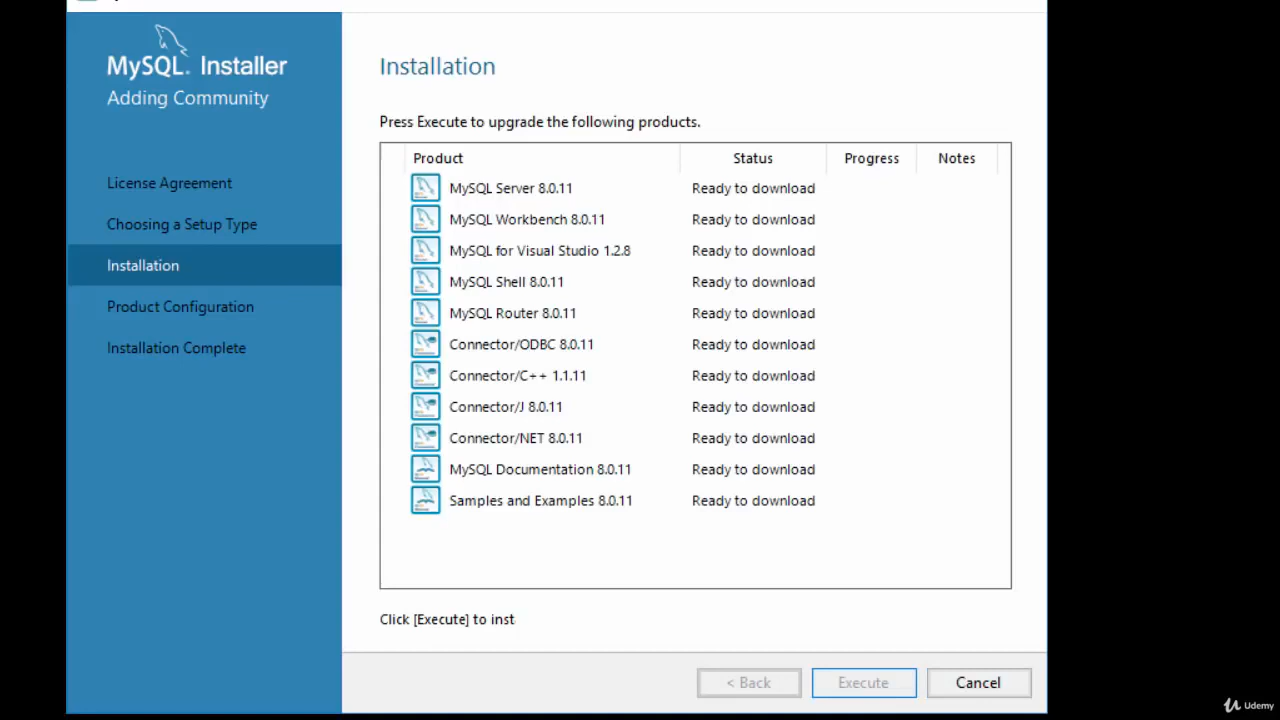 MySQL. Installer
Adding Community
License Agreement
Choosing a Setup Type
Installation
Product Configuration
Installation Complete
Installation
Press Execute to upgrade the following products.
Product Status Progress Notes
MySQL Server 8.0.11 Ready to download
MySQL Workbench 8.0.11 Ready to download
MySQL for Visual Studio 1.2.8 Ready to download
MySQL Shell 8.0.11 Ready to download
MySQL Router 8.0.11 Ready to download
Connector/ODBC 8.0.11 Ready to download
Connector/C++ 1.1.11 Ready to download
Connector/J 8.0.11 Ready to download
Connector/NET 8.0.11 Ready to download
MySQL Documentation 8.0.11 Ready to download
Samples and Examples 8.0.11 Ready to download
Click [Execute] to inst
< Back Execute Cancel
Udemy